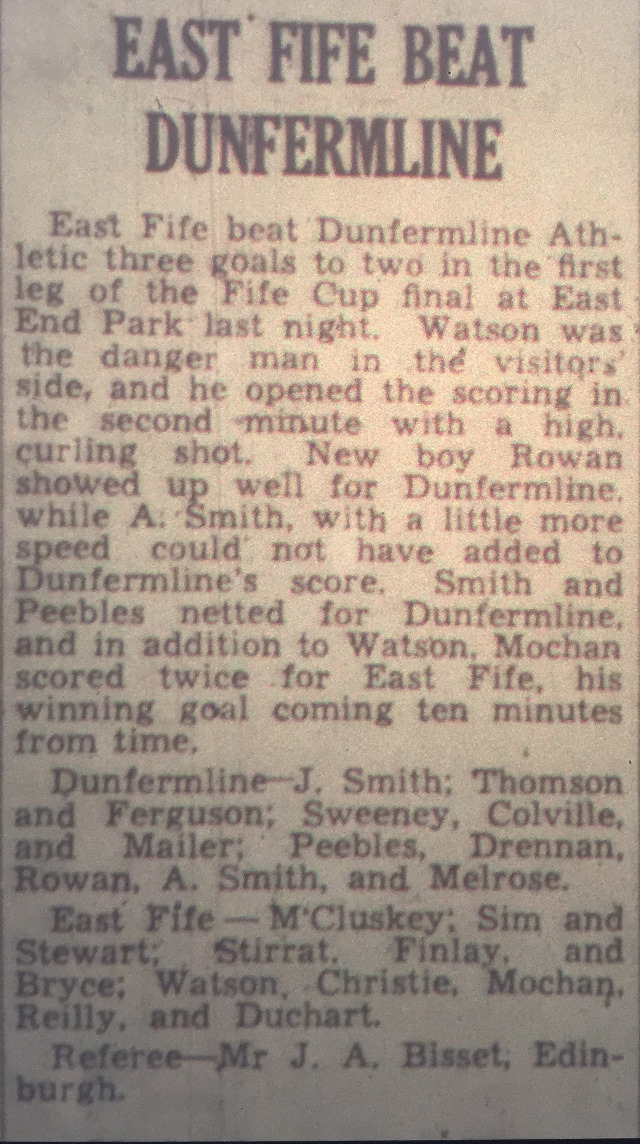 EAST FIFE BEAT
DUNFERMLINE
East Fife beat Dunfermline Ath-
letic three goals to two in the first
leg of the Fife Cup final at East
End Park last night. Watson was
the danger man in the visitors'
side, and he opened the scoring in
the second minute with a high,
curling shot. New boy Rowan
showed up well for Dunfermline,
while A. Smith, with a little more
speed could not have added to
Dunfermline's score. Smith and
Peebles netted for Dunfermline,
and in addition to Watson, Mochan
scored twice for East Fife, his
winning goal coming ten minutes
from time.
Dunfermline—J. Smith; Thomson
and Ferguson; Sweeney, Colville,
and Mailer; Peebles, Drennan,
Rowan, A. Smith, and Melrose.
East Fife — M'Cluskey; Sim and
Stewart; Stirrat, Finlay, and
Bryce; Watson, Christie, Mochan,
Reilly, and Duchart.
Referee—Mr J. A. Bisset, Edin-
burgh.